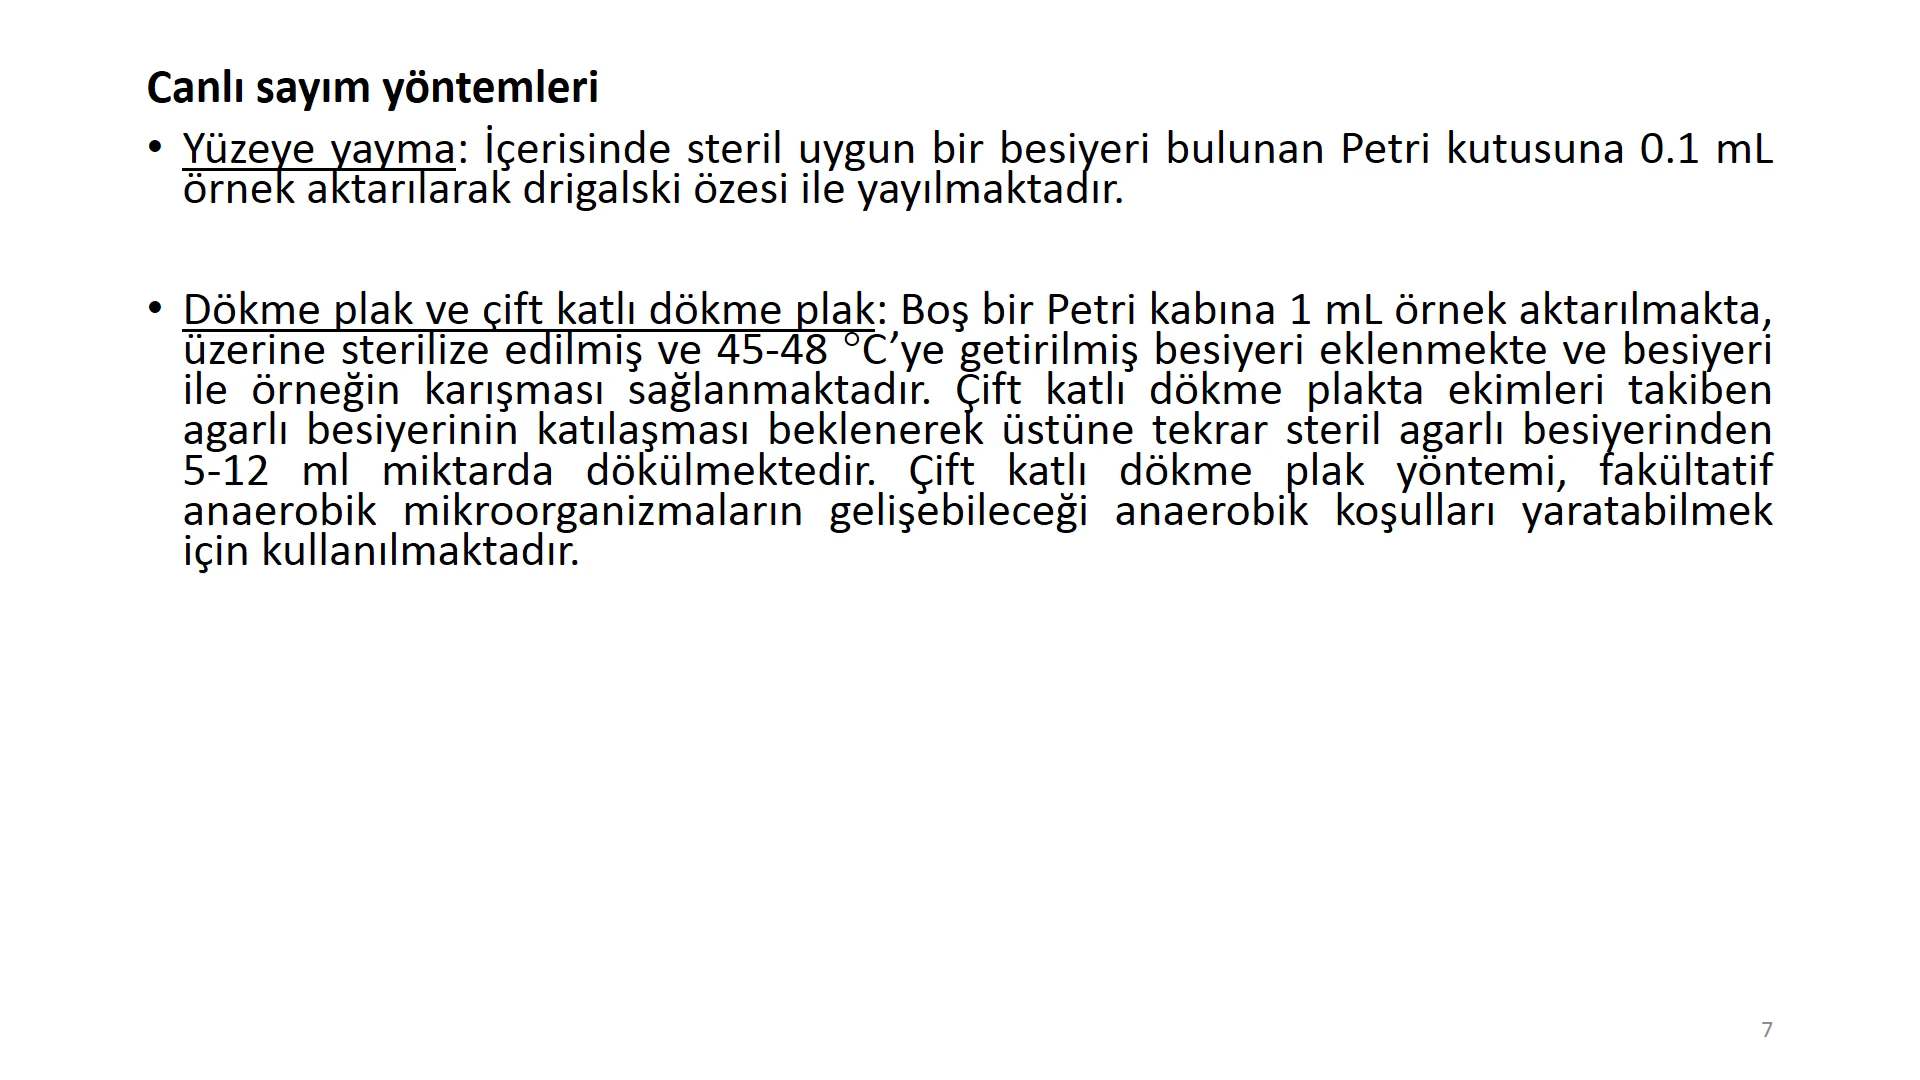 Canlı sayım yöntemleri
• Yüzeye yayma: İçerisinde steril uygun bir besiyeri bulunan Petri kutusuna 0.1 mL
örnek aktarılarak drigalski özesi ile yayılmaktadır.
• Dökme plak ve çift katlı dökme plak: Boş bir Petri kabına 1 mL örnek aktarılmakta,
üzerine sterilize edilmiş ve 45-48 °C’ye getirilmiş besiyeri eklenmekte ve besiyeri
ile örneğin karışması sağlanmaktadır. Çift katlı dökme plakta ekimleri takiben
agarlı besiyerinin katılaşması beklenerek üstüne tekrar steril agarlı besiyerinden
5-12 ml miktarda dökülmektedir. Çift katlı dökme plak yöntemi, fakültatif
anaerobik mikroorganizmaların gelişebileceği anaerobik koşulları yaratabilmek
için kullanılmaktadır.
7